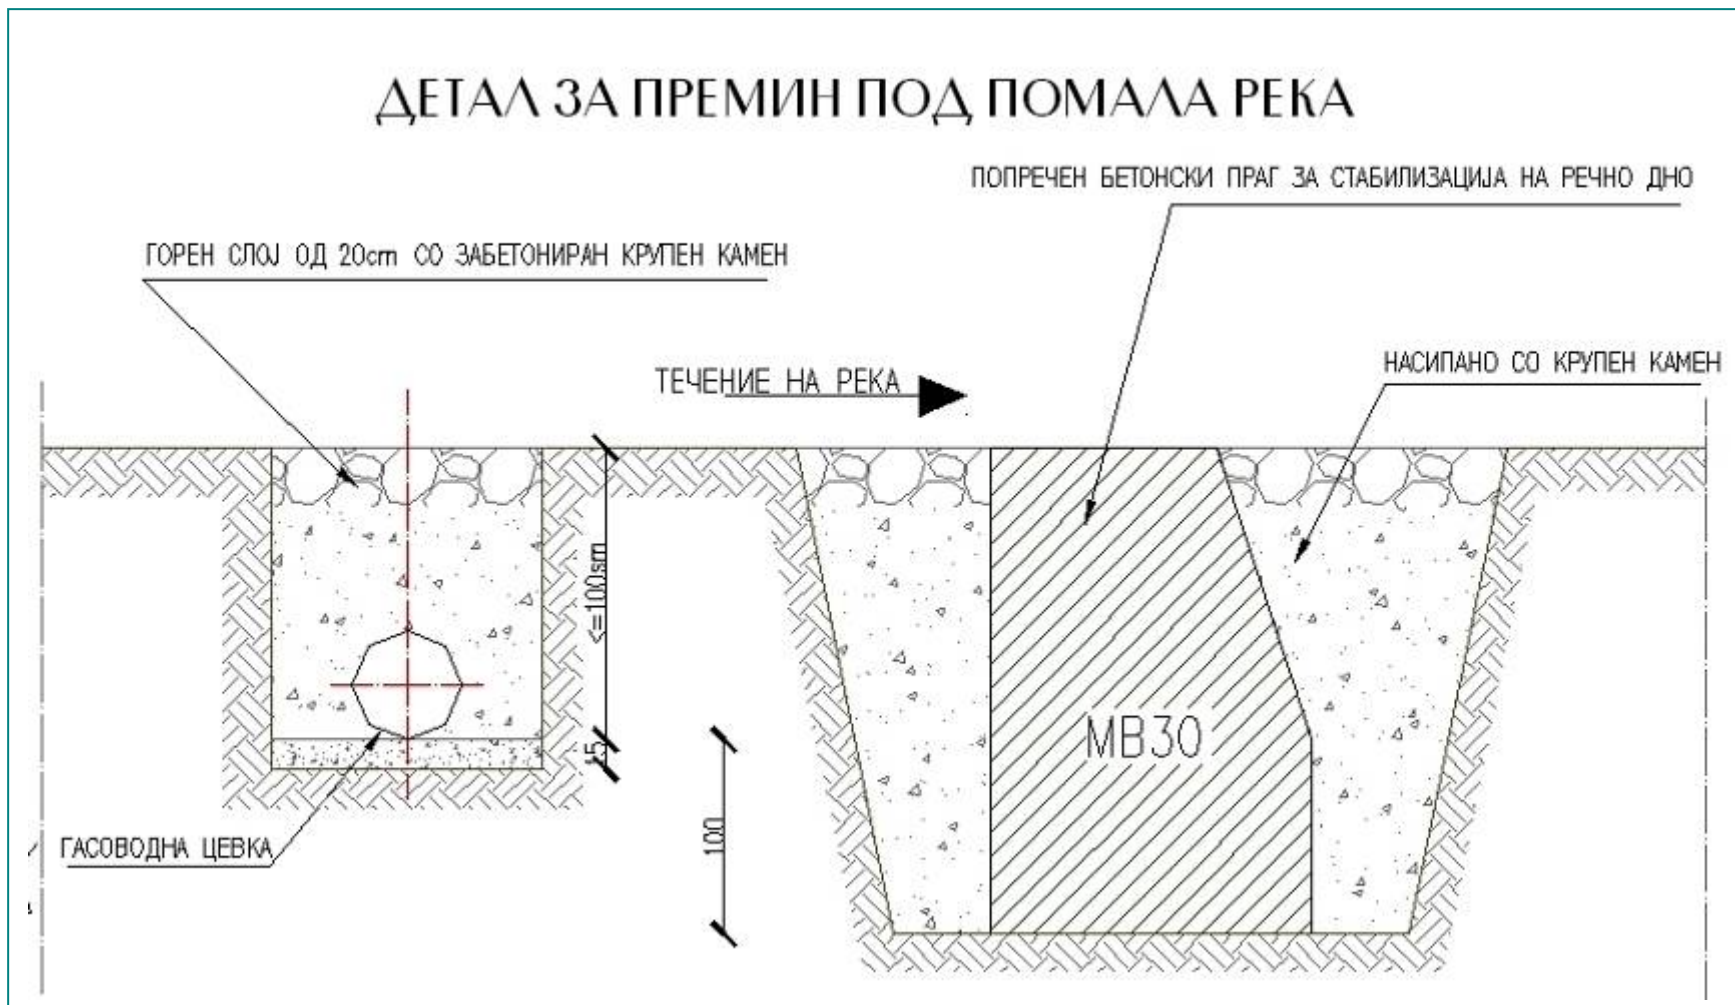 ДЕТАЛ ЗА ПРЕМИН ПОД ПОМАЛА РЕКА
ПОПРЕЧЕН БЕТОНСКИ ПРАГ ЗА СТАБИЛИЗАЦИЈА НА РЕЧНО ДНО
ГОРЕН СЛОЈ ОД 20cm СО ЗАБЕТОНИРАН КРУПЕН КАМЕН
ТЕЧЕНИЕ НА РЕКА
НАСИПАНО СО КРУПЕН КАМЕН
<=100sm
МВ30
15
100
ГАСОВОДНА ЦЕВКА